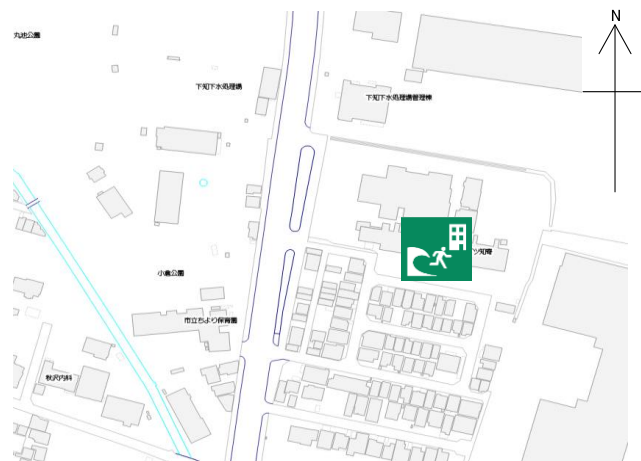 N
丸池公園
下知下水処理場
下知下水処理場管理棟
小倉公園
市立ちより保育園
秋沢内科